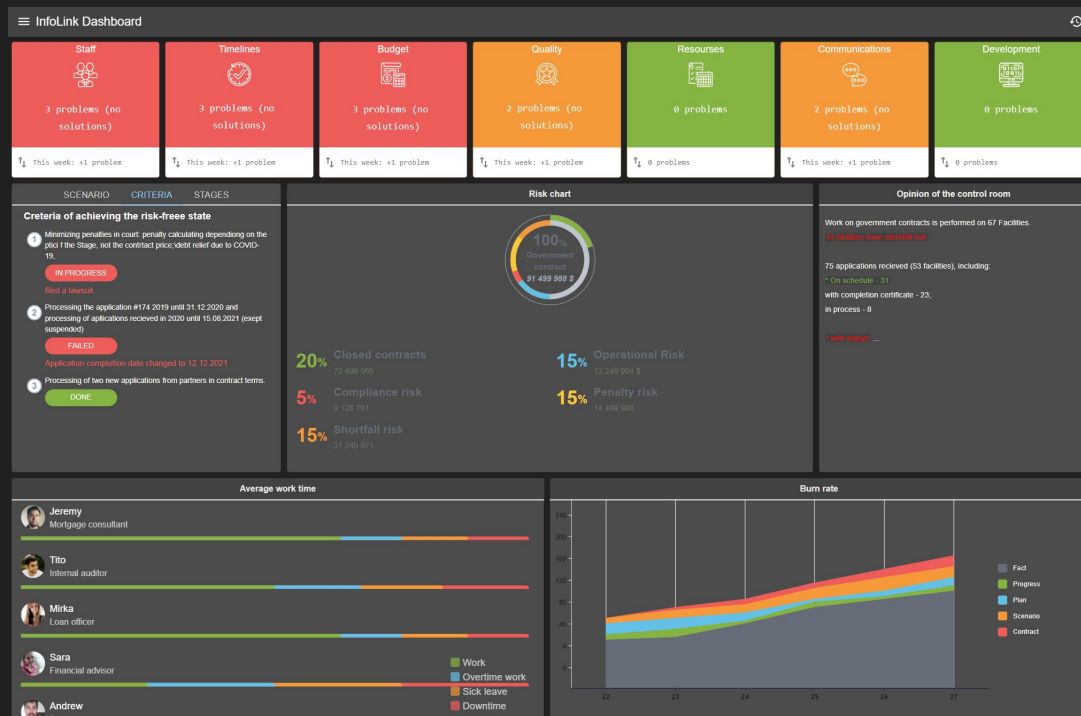 InfoLink Dashboard
Staff
3 problems (no
solutions)
This week: +1 problem
Timelines
3 problems (no
solutions)
This week: +1 problem
Budget
3 problems (no
solutions)
This week: +1 problem
Quality
2 problems (no
solutions)
This week: +1 problem
Resourses
0 problems
0 problems
Communications
2 problems (no
solutions)
This week: +1 problem
Development
0 problems
0 problems
SCENARIO CRITERIA STAGES
Creteria of achieving the risk-freee state
1
Minimizing penalties in court: penalty calculating dependiong on the
ptici f the Stage, not the contrtact price;\debt relief due to COVID-
19,
IN PROGRESS
filed a lawsuit.
2
Processing the application #174 2019 until 31.12.2020 and
processing of apllications recieved in 2020 until 15.08.2021 (exept
suspended)
FAILED
Application completion date changed to 12.12.2021
3
Processing of two new applications from partners in contract terms.
DONE
Risk chart
100%
Government
contract
91 499 988 $
20% Closed contracts
73 499 965
5% Compliance risk
9 128 791
15% Shortfall risk
31 249 971
15% Operational Risk
12 249 994 $
15% Penalty risk
14 499 988
Opinion of the control room
Work on government contracts is performed on 67 Facilities.
facilities have shortfall risk
75 applications recieved (53 facilities), including:
* On schedule - 31;
with completion certificate - 23;
in process - 8
...
Average work time
Jeremy
Mortgage consultant
Tito
Internal auditor
Mirka
Loan officer
Sara
Financial advisor
Andrew
Work
Overtime work
Sick leave
Downtime
Burn rate
240
200
160
120
80
40
0
0
22 23 24 25 26 27
Fact
Progress
Plan
Scenario
Contract